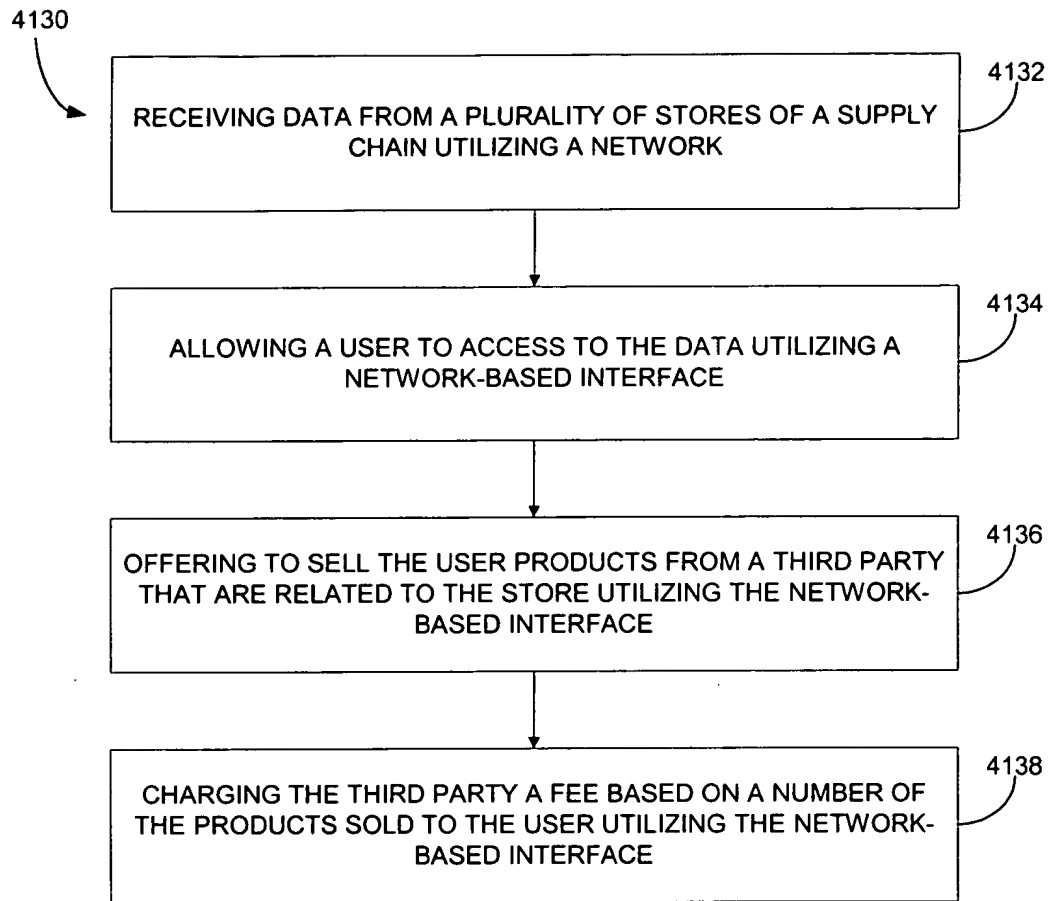 4130
4132
RECEIVING DATA FROM A PLURALITY OF STORES OF A SUPPLY
CHAIN UTILIZING A NETWORK
4134
ALLOWING A USER TO ACCESS TO THE DATA UTILIZING A
NETWORK-BASED INTERFACE
4136
OFFERING TO SELL THE USER PRODUCTS FROM A THIRD PARTY
THAT ARE RELATED TO THE STORE UTILIZING THE NETWORK-
BASED INTERFACE
4138
CHARGING THE THIRD PARTY A FEE BASED ON A NUMBER OF
THE PRODUCTS SOLD TO THE USER UTILIZING THE NETWORK-
BASED INTERFACE